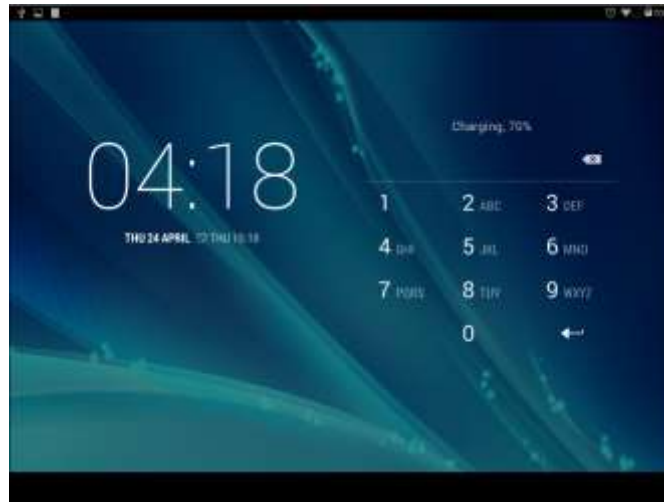 04:18
THU 24 APRIL
Charging, 70%
1
2 ABC
3 DEF
4 GHI
5 JKL
6 MNO
7 PQRS
8 TUV
9 WXYZ
0